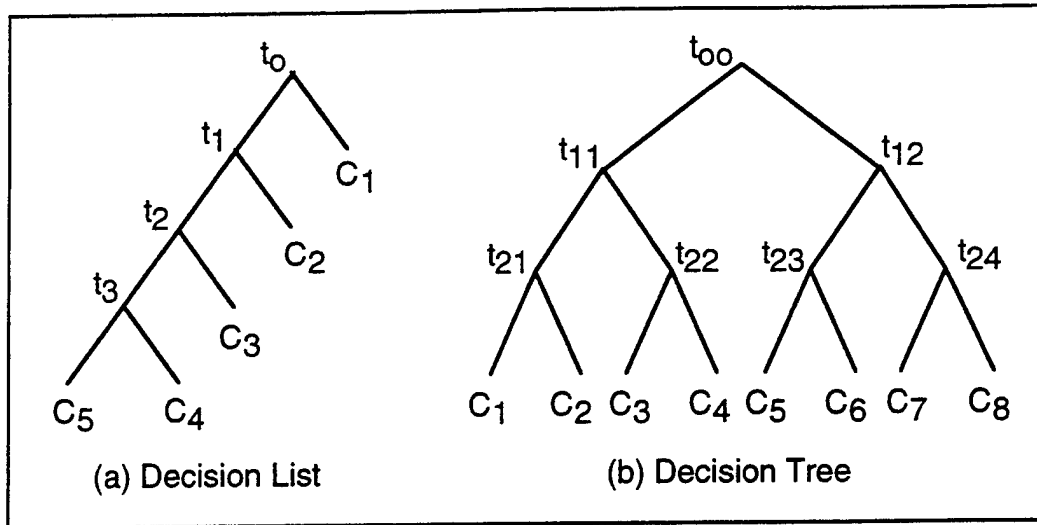 t₀
t₁ C₁
t₂ C₂
t₃ C₃
C₅ C₄
(a) Decision List
t₀₀
t₁₁ t₁₂
t₂₁ t₂₂ t₂₃ t₂₄
C₁ C₂ C₃ C₄ C₅ C₆ C₇ C₈
(b) Decision Tree